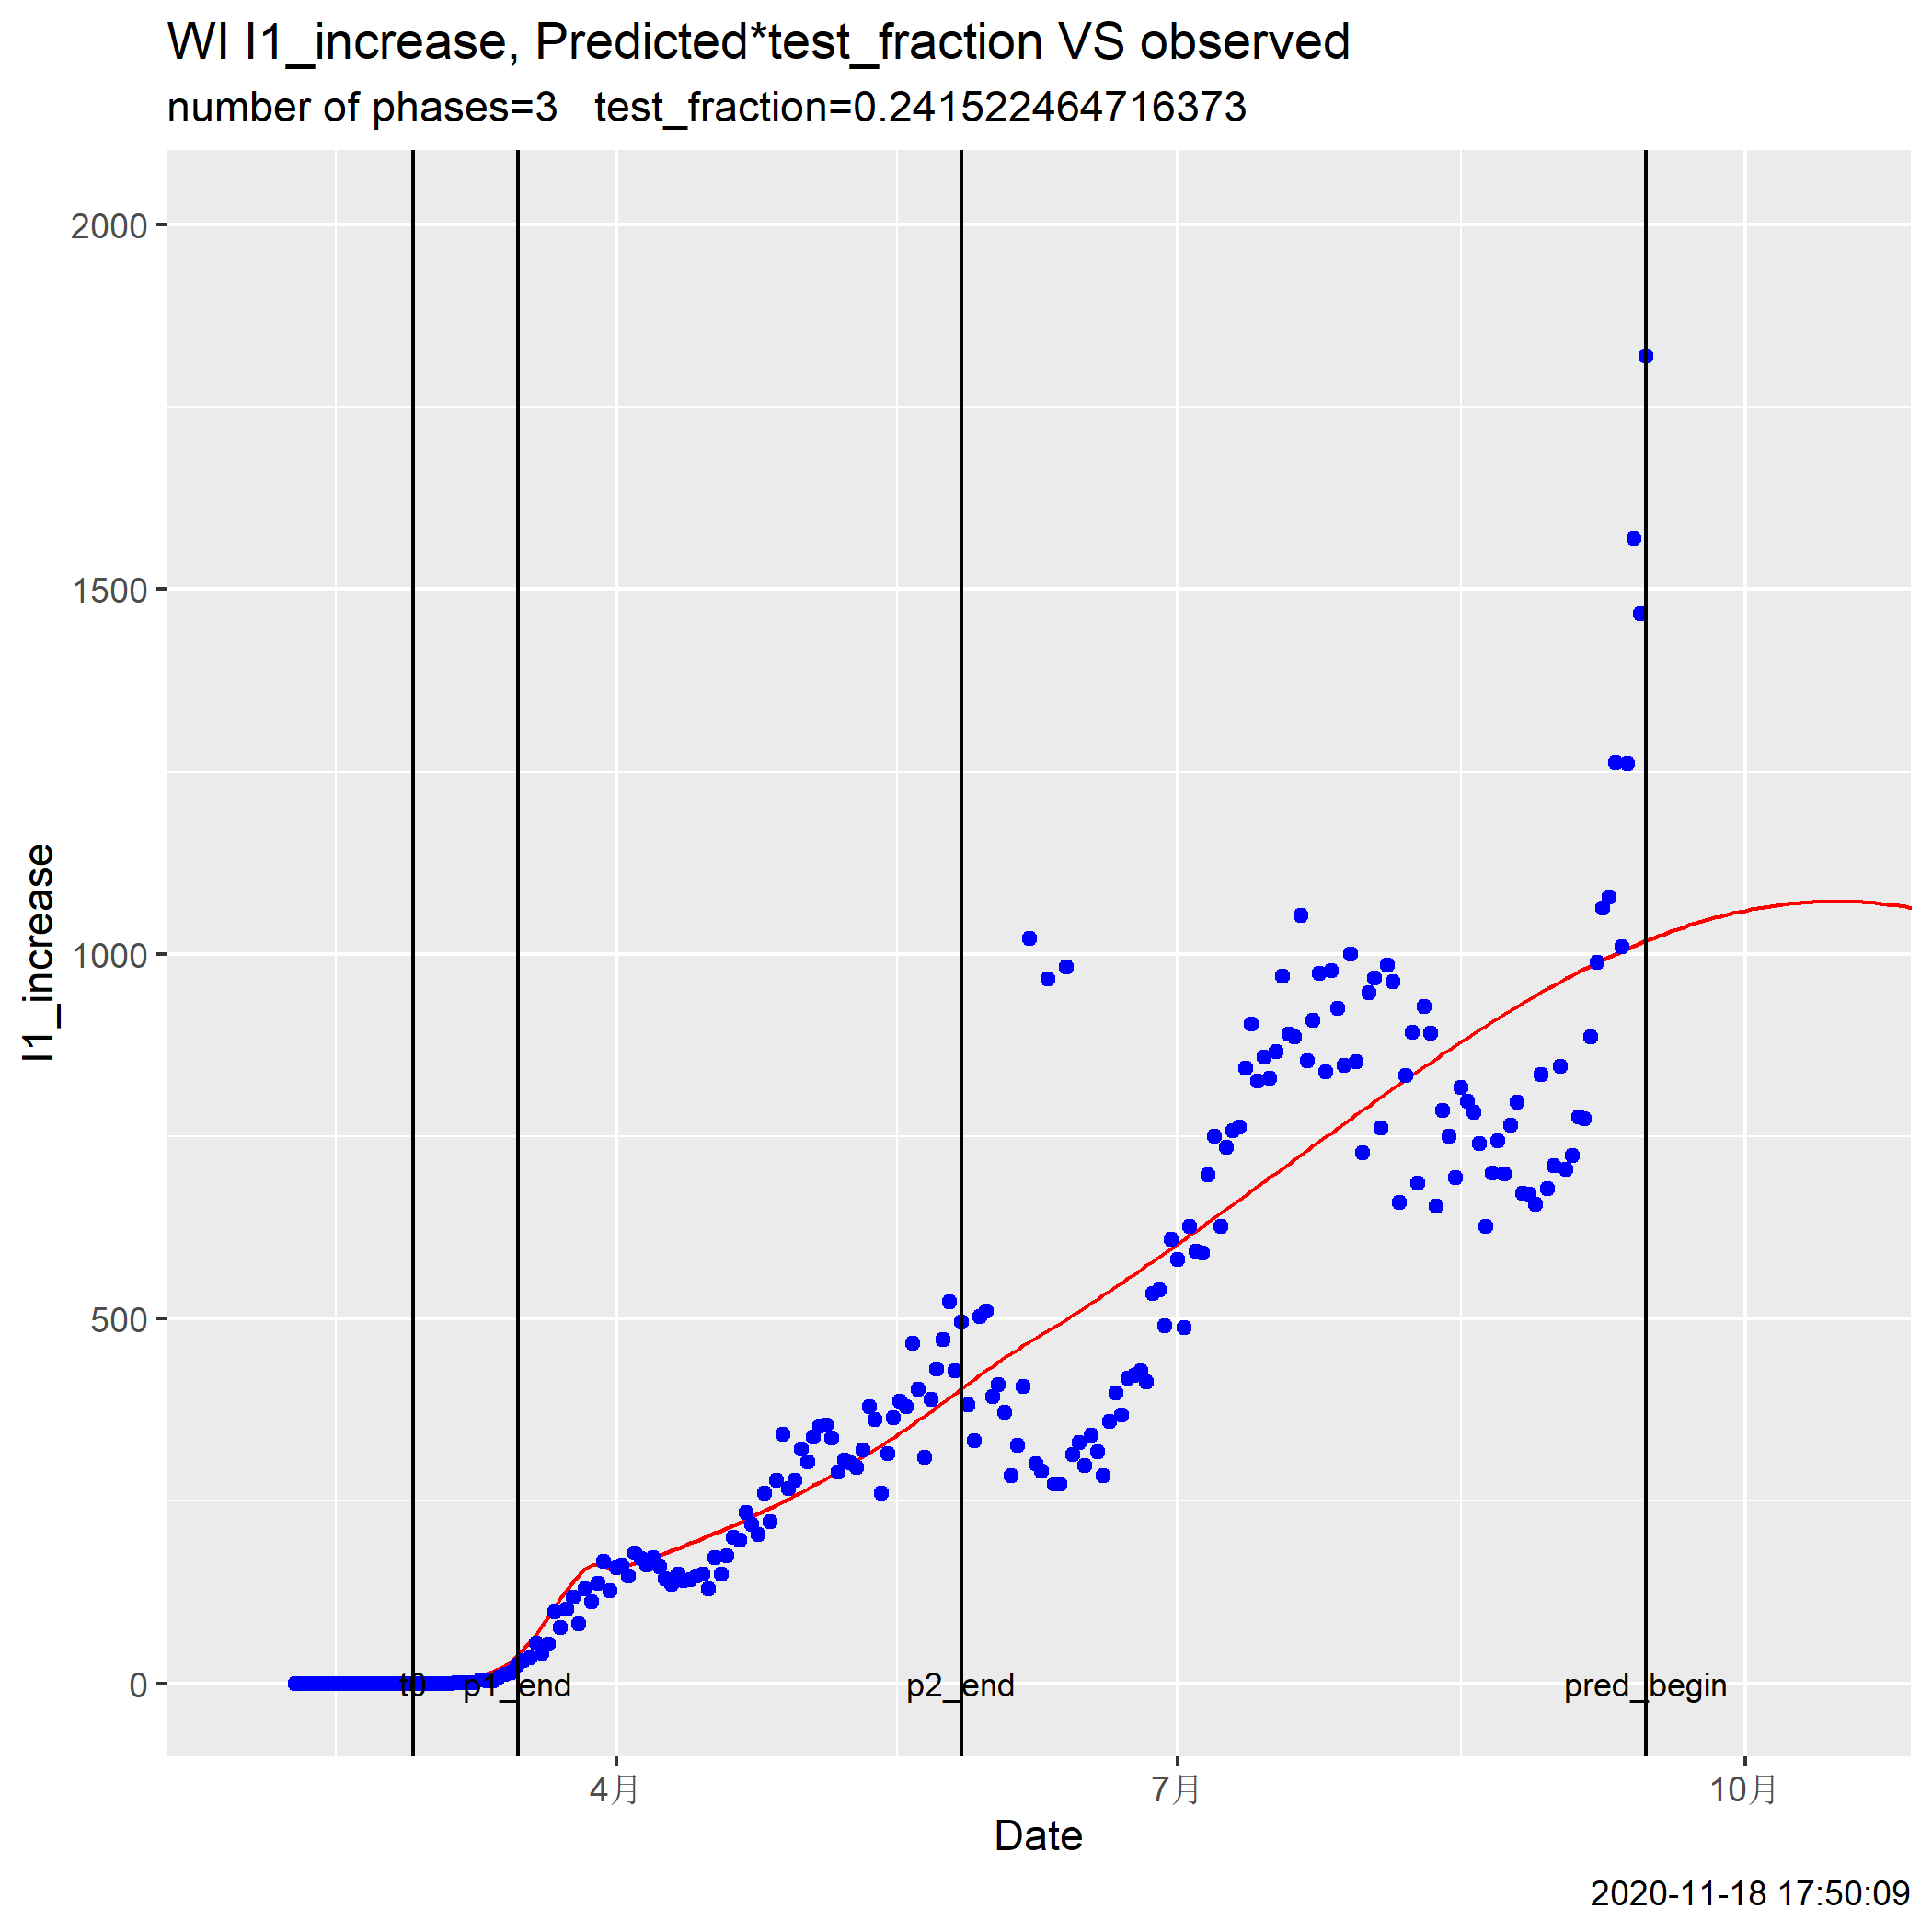 WI I1_increase, Predicted*test_fraction VS observed
number of phases=3   test_fraction=0.241522464716373
2000
1500
1000
500
0
I1_increase
t0
p1_end
p2_end
pred_begin
4月
7月
10月
Date
2020-11-18 17:50:09